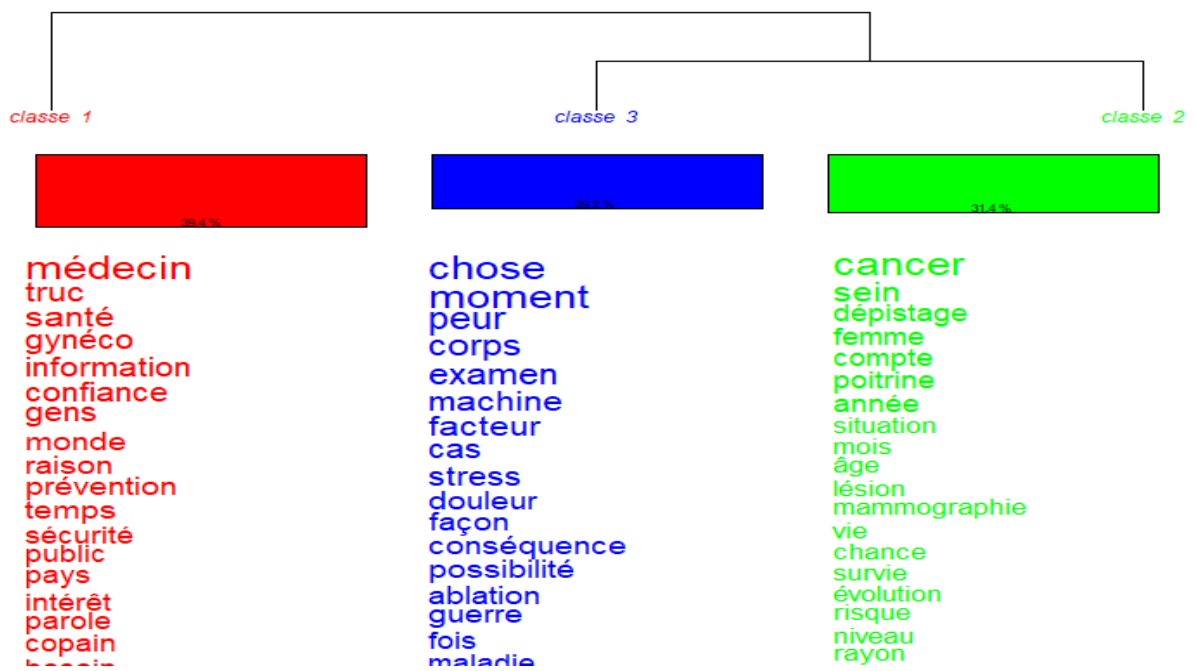 classe 1
classe 3
classe 2
39.4 %
29.2 %
31.4 %
médecin
truc
santé
gynéco
information
confiance
gens
monde
raison
prévention
temps
sécurité
public
pays
intérêt
parole
copain
besoin
chose
moment
peur
corps
examen
machine
facteur
cas
stress
douleur
façon
conséquence
possibilité
ablation
guerre
fois
maladie
cancer
sein
dépistage
femme
compte
poitrine
année
situation
mois
âge
lésion
mammographie
vie
chance
survie
évolution
risque
niveau
rayon